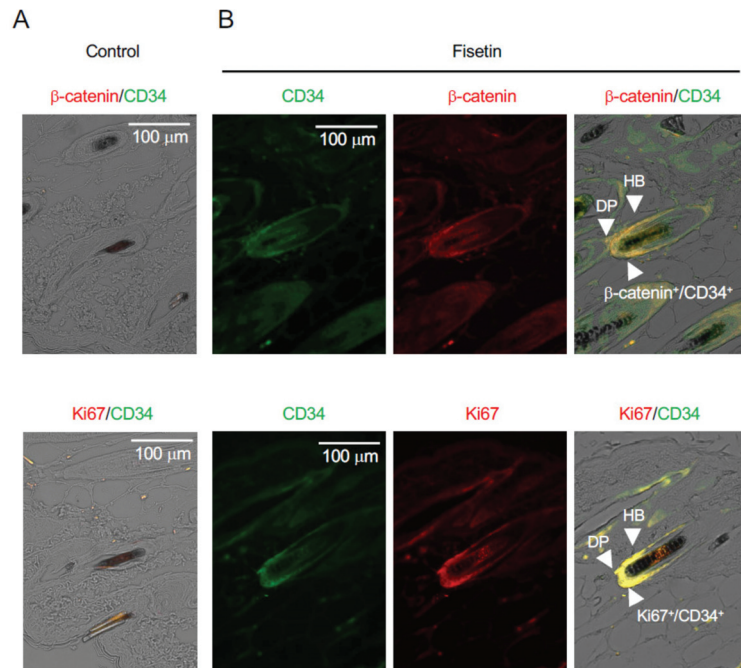 A
B
Control
Fisetin
β-catenin/CD34
CD34
β-catenin
β-catenin/CD34
100 μm
100 μm
HB
DP
β-catenin⁺/CD34⁺
Ki67/CD34
CD34
Ki67
Ki67/CD34
100 μm
100 μm
HB
DP
Ki67⁺/CD34⁺